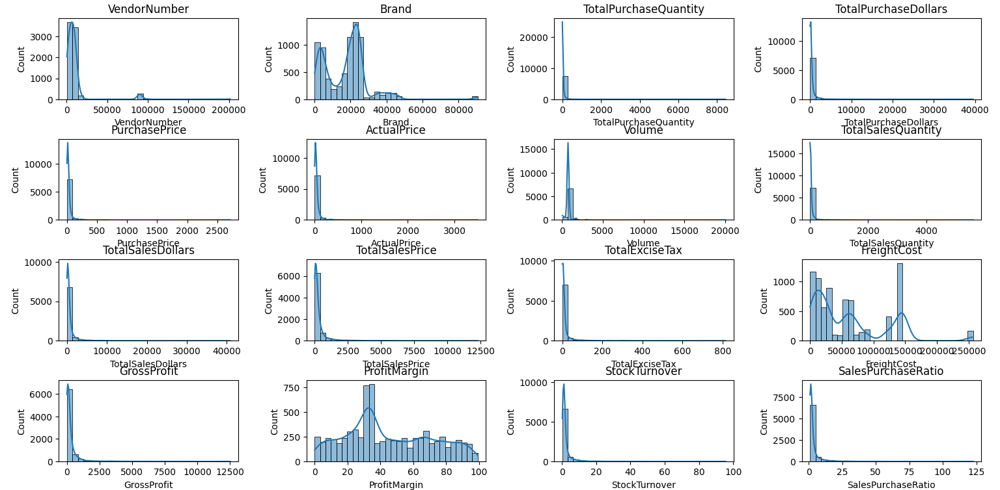 VendorNumber
Brand
TotalPurchaseQuantity
TotalPurchaseDollars
3000
2000
1000
0
Count
0 50000 100000 150000 200000
VendorNumber
1000
500
0
Count
0 20000 40000 60000 80000
Brand
20000
10000
0
Count
0 2000 4000 6000 8000
TotalPurchaseQuantity
10000
5000
0
Count
0 10000 20000 30000 40000
TotalPurchaseDollars
PurchasePrice
ActualPrice
Volume
TotalSalesQuantity
10000
5000
0
Count
0 500 1000 1500 2000 2500
PurchasePrice
10000
5000
0
Count
0 1000 2000 3000
ActualPrice
15000
10000
5000
0
Count
0 5000 10000 15000 20000
Volume
15000
10000
5000
0
Count
0 2000 4000
TotalSalesQuantity
TotalSalesDollars
TotalSalesPrice
TotalExciseTax
FreightCost
10000
5000
0
Count
0 10000 20000 30000 40000
TotalSalesDollars
6000
4000
2000
0
Count
0 2500 5000 7500 10000 12500
TotalSalesPrice
10000
5000
0
Count
0 200 400 600 800
TotalExciseTax
1000
500
0
Count
0 50000 100000 150000 200000 250000
FreightCost
GrossProfit
ProfitMargin
StockTurnover
SalesPurchaseRatio
6000
4000
2000
0
Count
0 2500 5000 7500 10000 12500
GrossProfit
750
500
250
0
Count
0 20 40 60 80 100
ProfitMargin
10000
5000
0
Count
0 20 40 60 80 100
StockTurnover
7500
5000
2500
0
Count
0 25 50 75 100 125
SalesPurchaseRatio